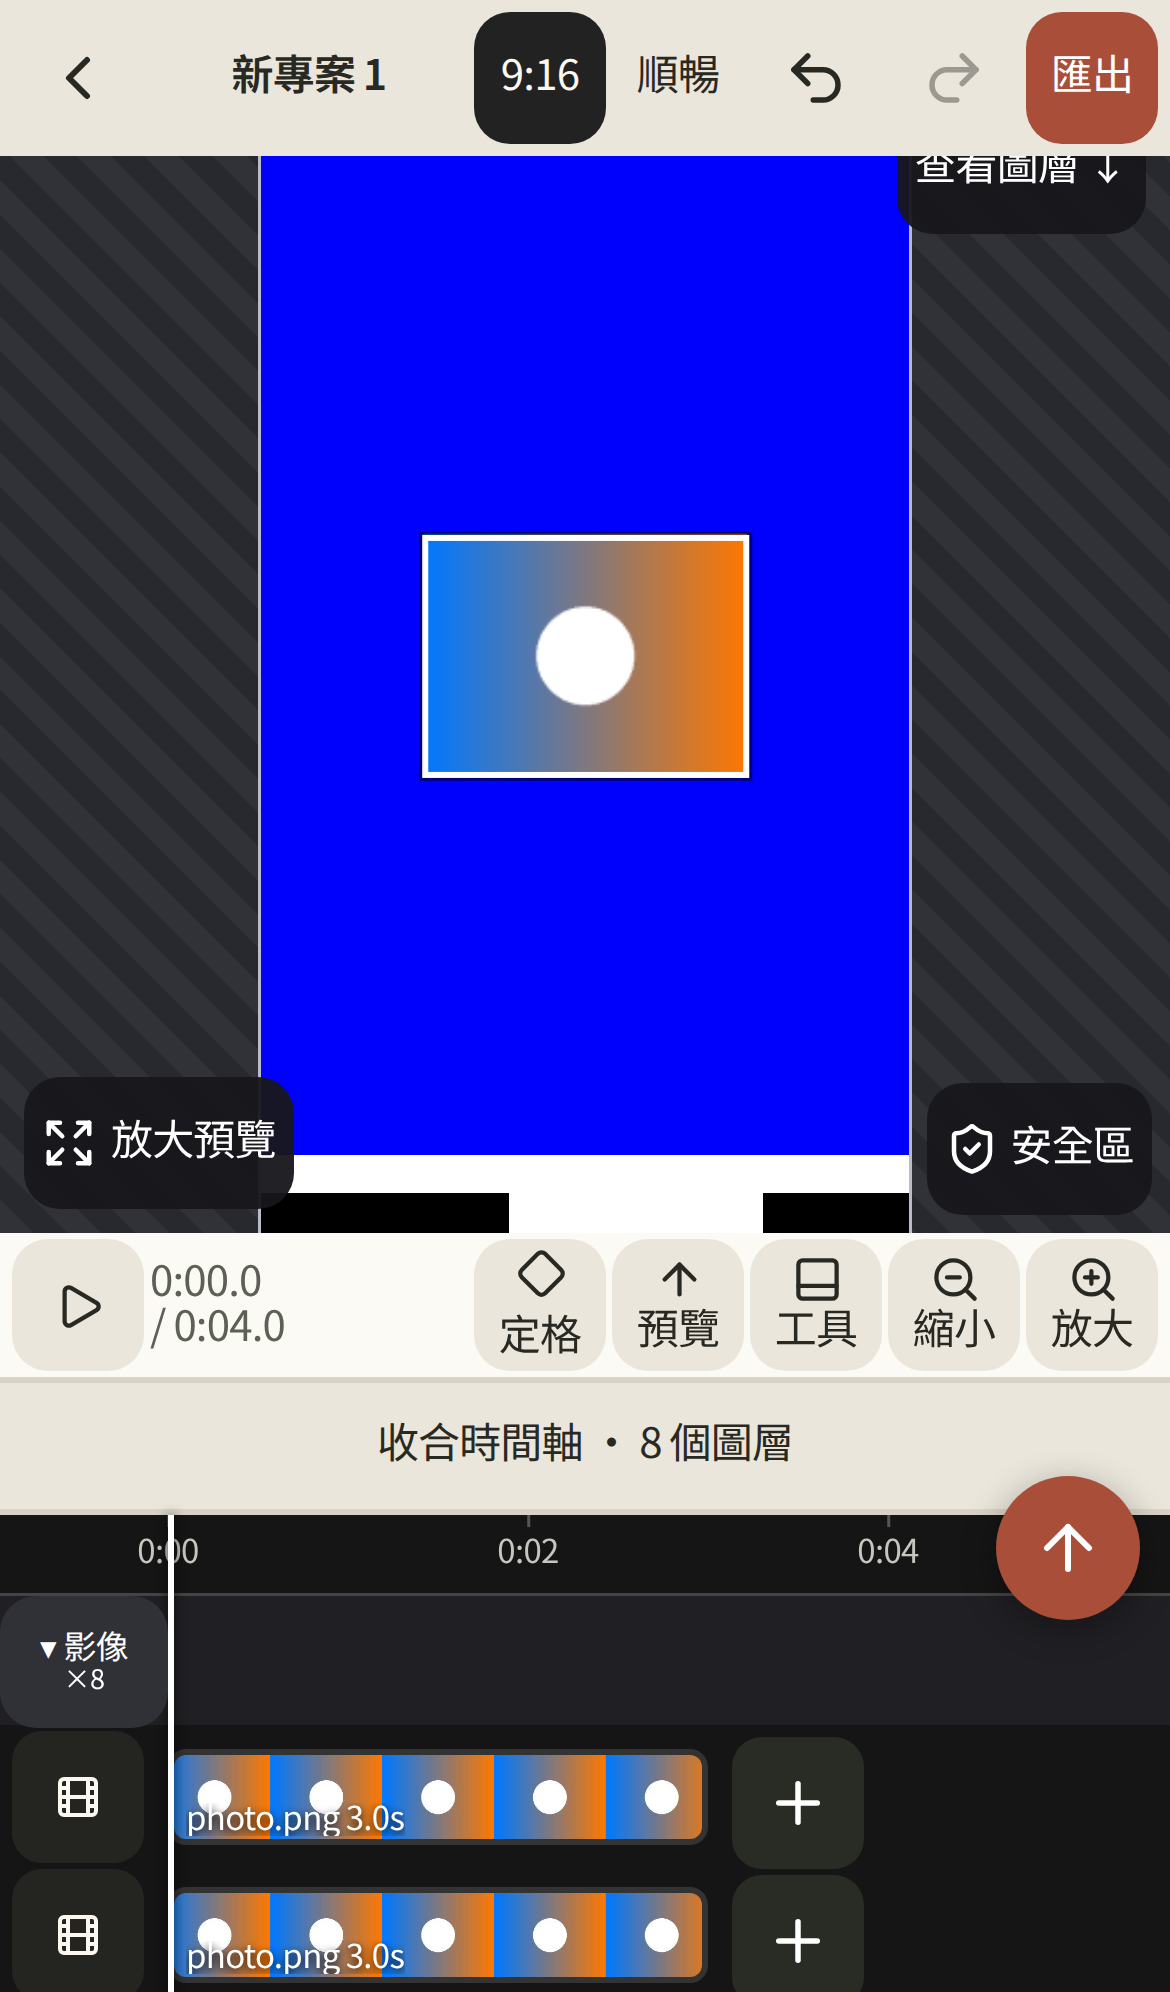 新專案 1
9:16
順暢
匯出
查看圖層 ↓
放大預覽
安全區
0:00.0
/ 0:04.0
定格
預覽
工具
縮小
放大
收合時間軸 · 8 個圖層
0:00
0:02
0:04
▾ 影像
×8
photo.png 3.0s
photo.png 3.0s